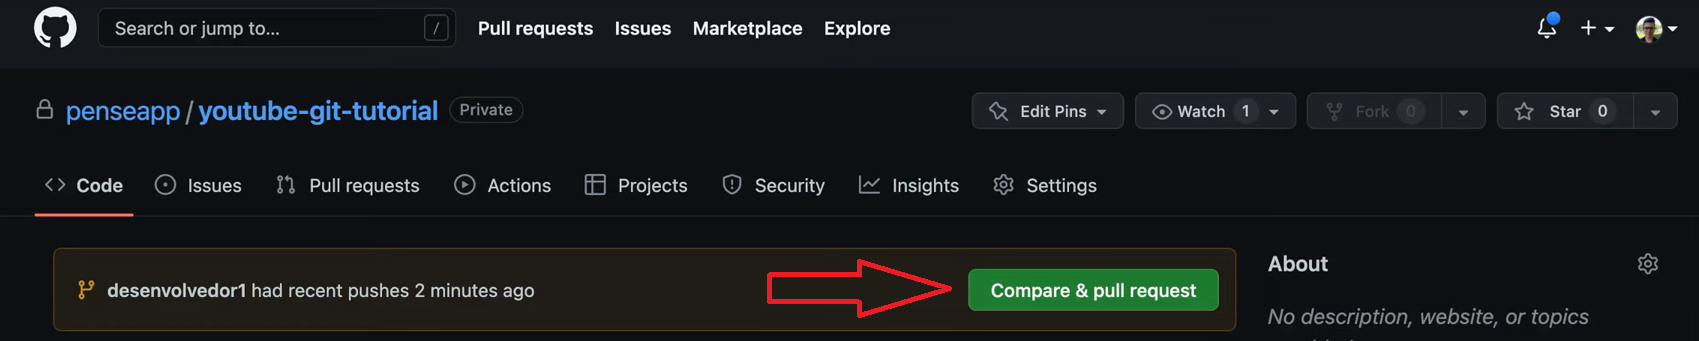 Search or jump to... /
Pull requests Issues Marketplace Explore
penseapp / youtube-git-tutorial Private
Edit Pins Watch 1 Fork 0 Star 0
Code Issues Pull requests Actions Projects Security Insights Settings
desenvolvedor1 had recent pushes 2 minutes ago Compare & pull request
About
No description, website, or topics